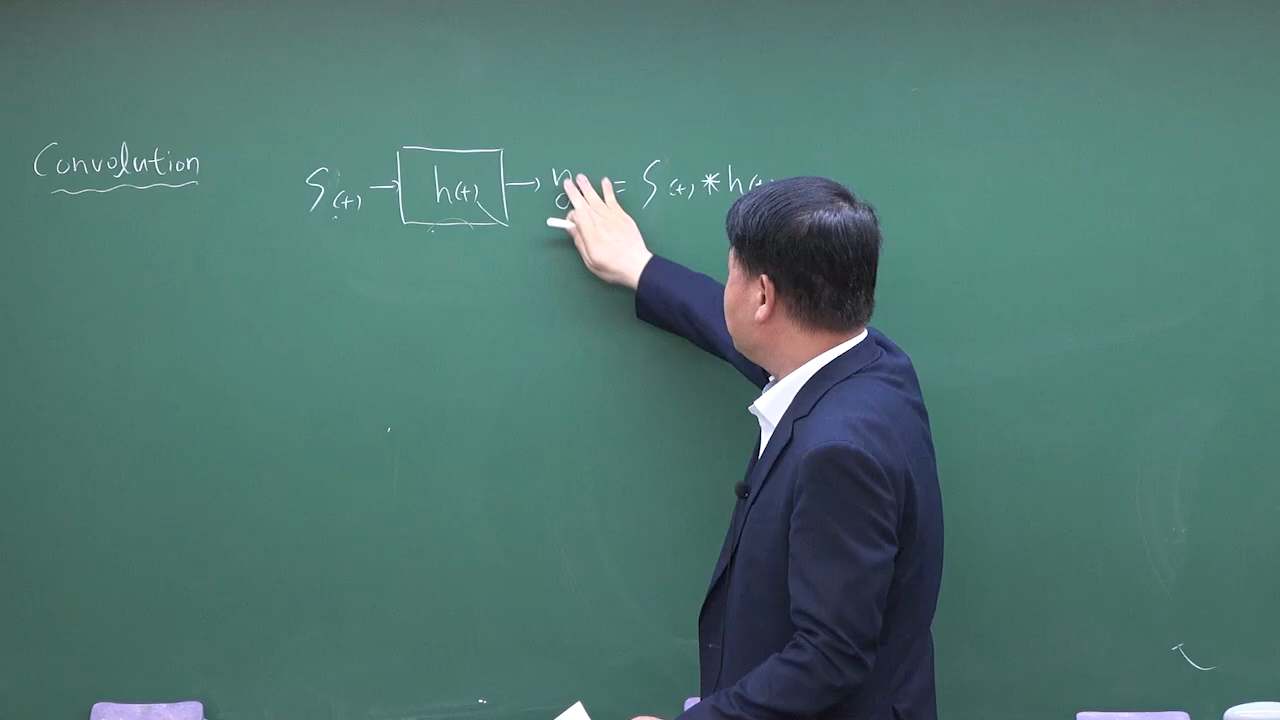 Convolution
S(t) → h(t) → y = S(t) * h(t)